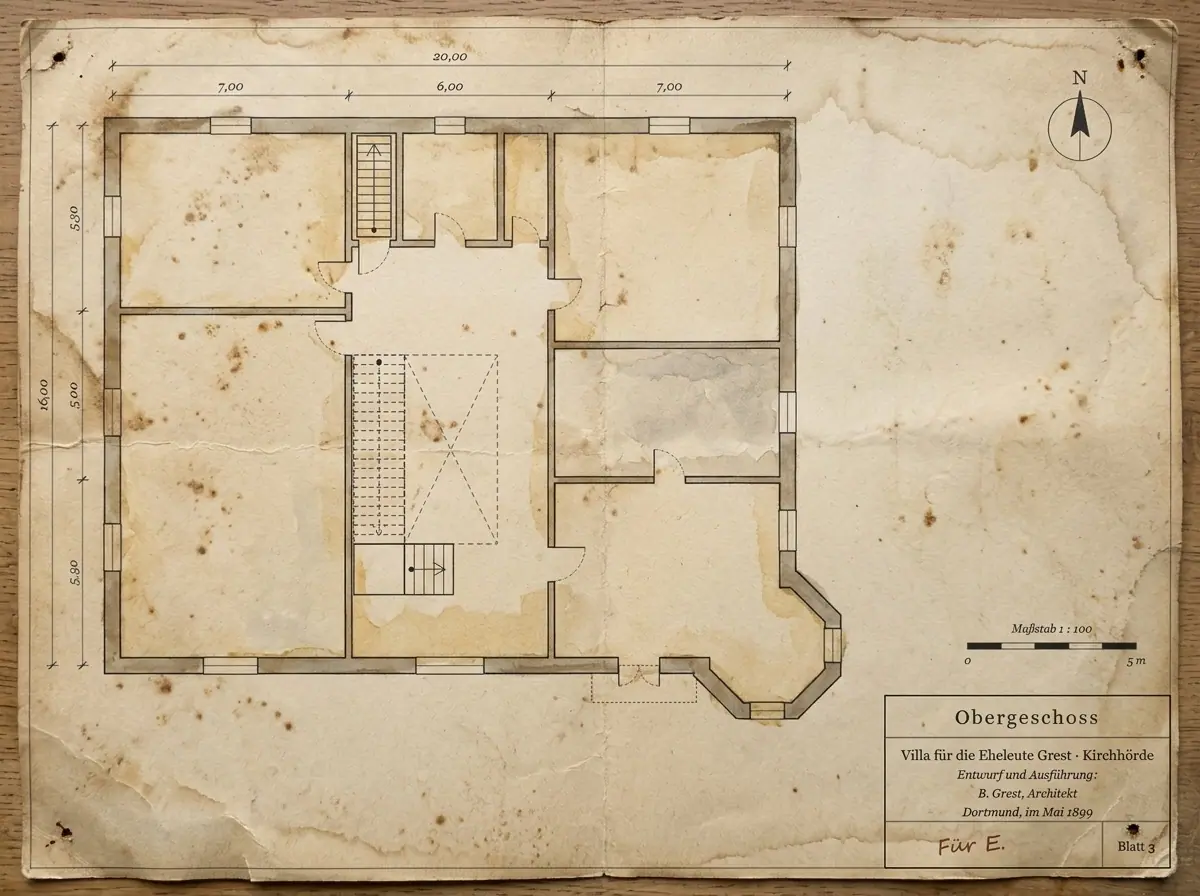 20,00
7,00
6,00
7,00
N
5,80
16,00
5,00
5,80
Maßstab 1 : 100
0
5 m
Obergeschoss
Villa für die Eheleute Grest · Kirchhörde
Entwurf und Ausführung:
B. Grest, Architekt
Dortmund, im Mai 1899
Für E.
Blatt 3